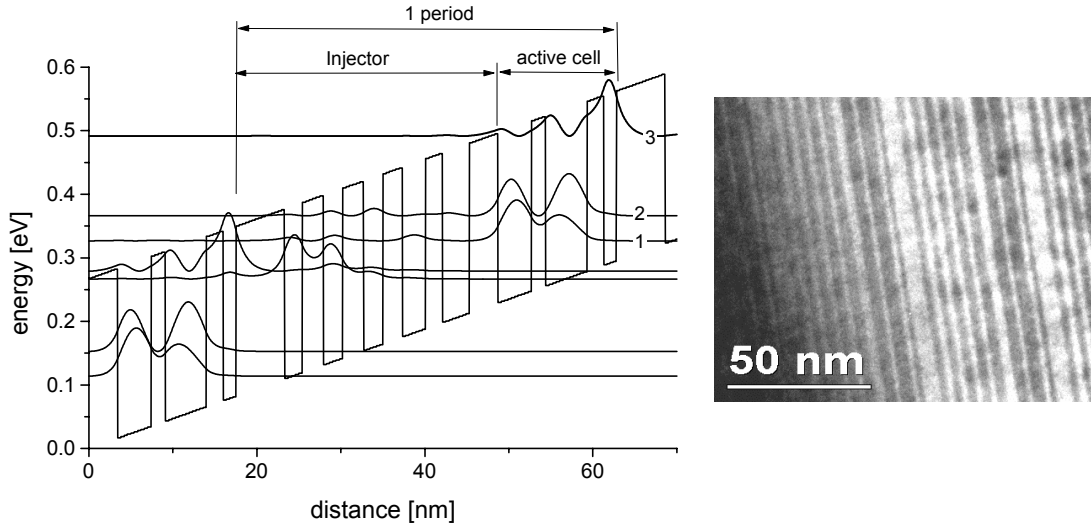 1 period
Injector
active cell
0.6
0.5
0.4
0.3
0.2
0.1
0.0
energy [eV]
3
2
1
0
20
40
60
distance [nm]
50 nm